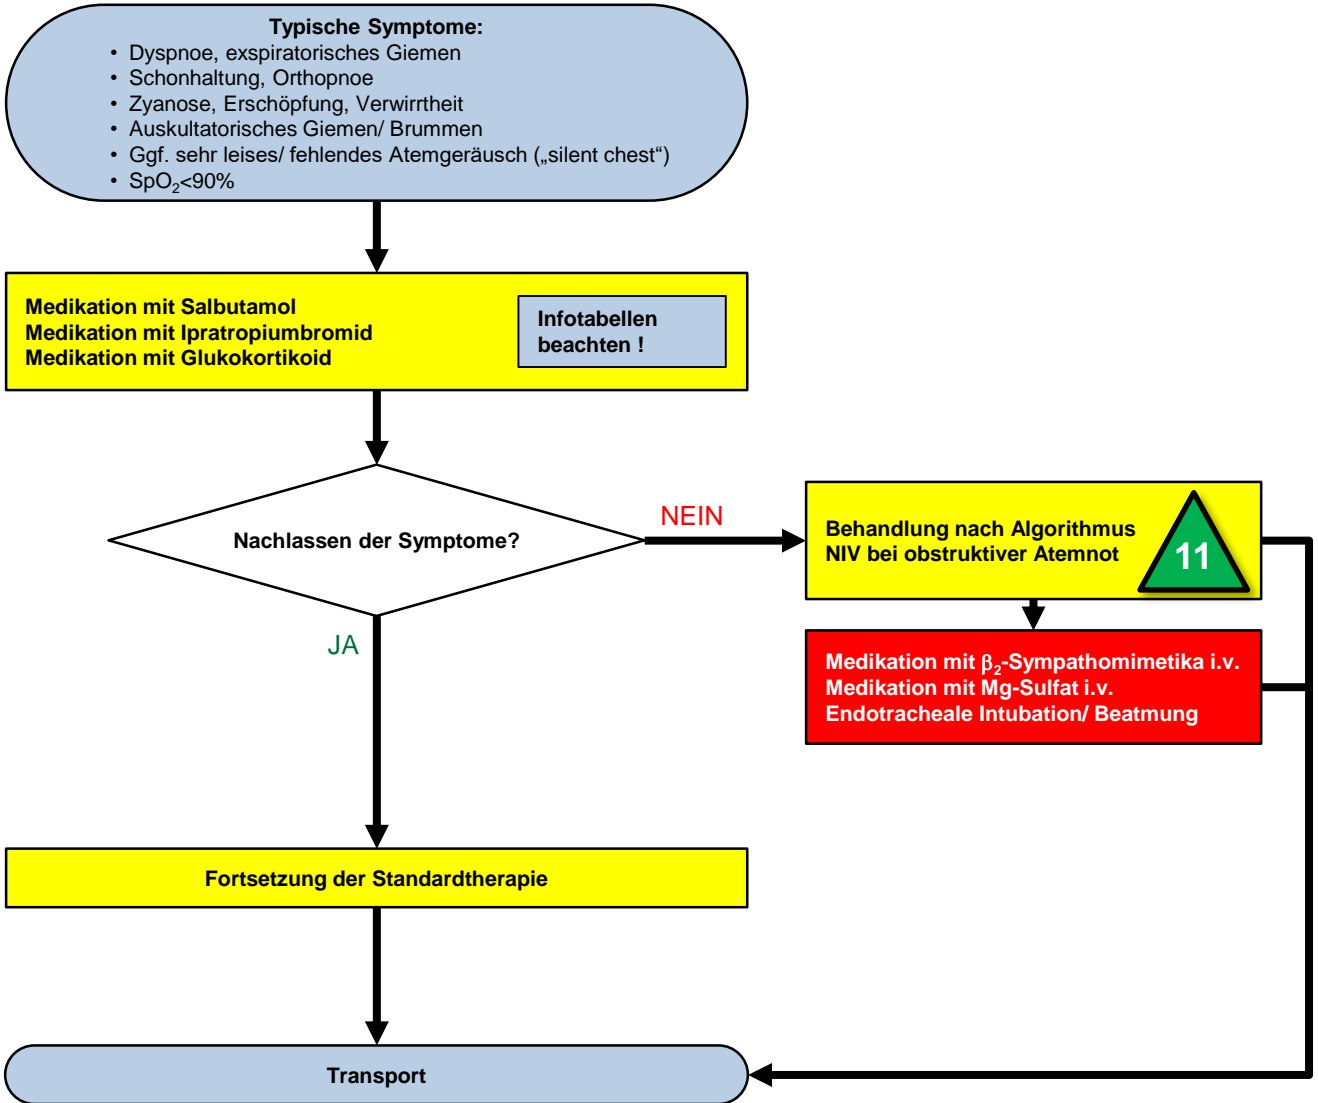 Typische Symptome:
• Dyspnoe, exspiratorisches Giemen
• Schonhaltung, Orthopnoe
• Zyanose, Erschöpfung, Verwirrtheit
• Auskultatorisches Giemen/ Brummen
• Ggf. sehr leises/ fehlendes Atemgeräusch („silent chest“)
• SpO₂<90%
Medikation mit Salbutamol
Medikation mit Ipratropiumbromid
Medikation mit Glukokortikoid
Infotabellen
beachten !
Nachlassen der Symptome?
NEIN
JA
Behandlung nach Algorithmus
NIV bei obstruktiver Atemnot
11
Medikation mit β₂-Sympathomimetika i.v.
Medikation mit Mg-Sulfat i.v.
Endotracheale Intubation/ Beatmung
Fortsetzung der Standardtherapie
Transport